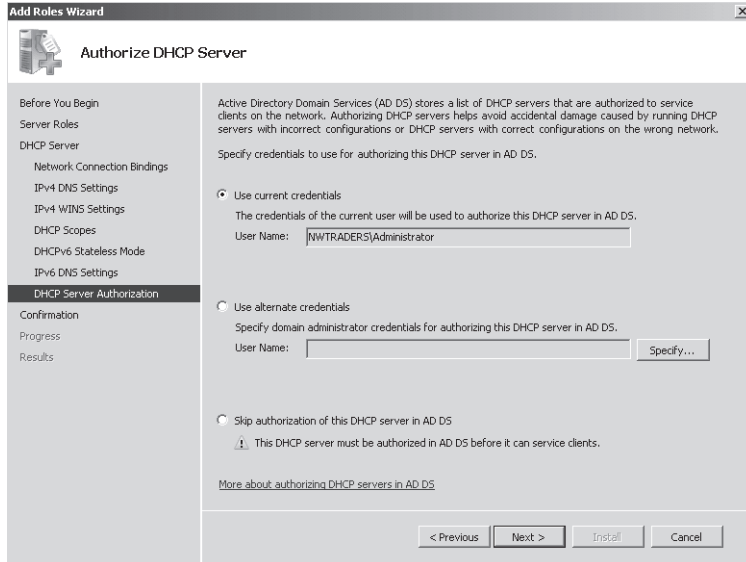 Add Roles Wizard
Authorize DHCP Server
Before You Begin
Server Roles
DHCP Server
Network Connection Bindings
IPv4 DNS Settings
IPv4 WINS Settings
DHCP Scopes
DHCPv6 Stateless Mode
IPv6 DNS Settings
DHCP Server Authorization
Confirmation
Progress
Results
Active Directory Domain Services (AD DS) stores a list of DHCP servers that are authorized to service
clients on the network. Authorizing DHCP servers helps avoid accidental damage caused by running DHCP
servers with incorrect configurations or DHCP servers with correct configurations on the wrong network.
Specify credentials to use for authorizing this DHCP server in AD DS.
Use current credentials
The credentials of the current user will be used to authorize this DHCP server in AD DS.
User Name: NWTRADERS\Administrator
Use alternate credentials
Specify domain administrator credentials for authorizing this DHCP server in AD DS.
User Name: Specify...
Skip authorization of this DHCP server in AD DS
This DHCP server must be authorized in AD DS before it can service clients.
More about authorizing DHCP servers in AD DS
< Previous Next > Install Cancel